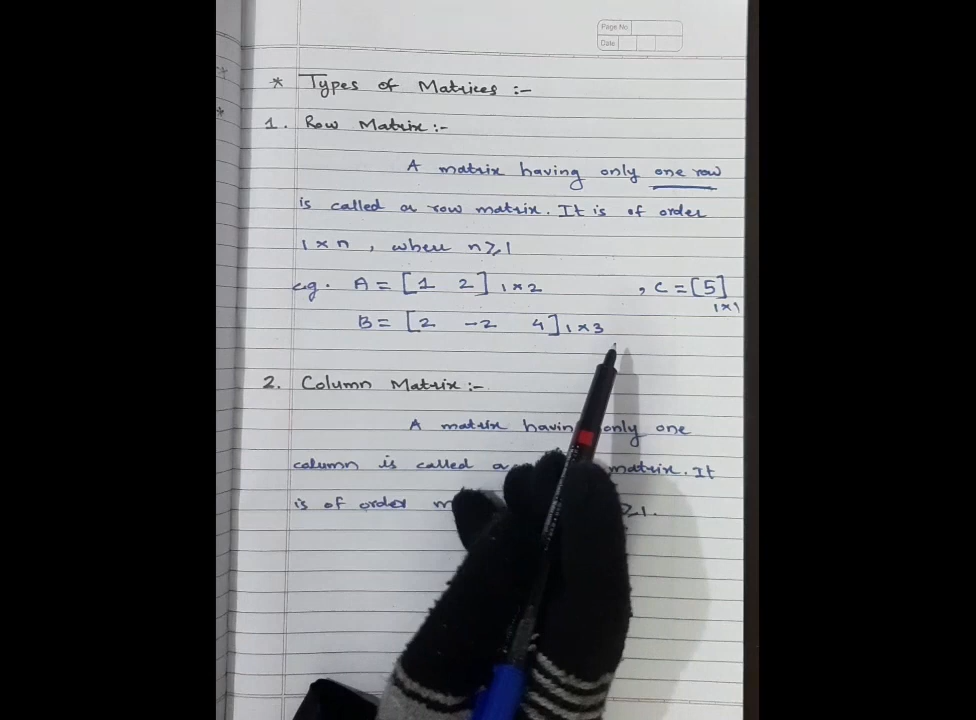 Page No
Date
* Types of Matrices :-
1. Row Matrix :-
A matrix having only one row
is called a row matrix. It is of order
1 × n , where n ≥ 1
e.g. A = [1 2] 1 × 2 , C = [5] 1×1
B = [2 -2 4] 1 × 3
2. Column Matrix :-
A matrix having only one
column is called a matrix. It
is of order m ≥ 1.